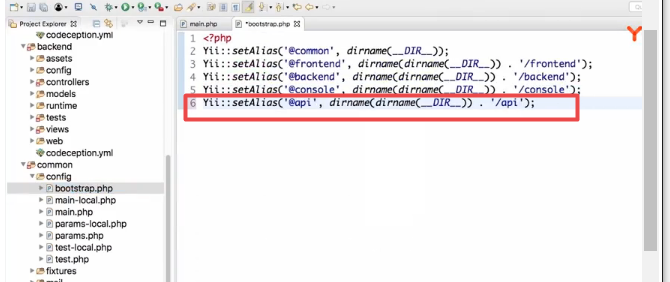 Project Explorer
main.php
*bootstrap.php
codeception.yml
backend
assets
config
controllers
models
runtime
tests
views
web
codeception.yml
common
config
bootstrap.php
main-local.php
main.php
params-local.php
params.php
test-local.php
test.php
fixtures
mail
1 <?php
2 Yii::setAlias('@common', dirname(__DIR__));
3 Yii::setAlias('@frontend', dirname(dirname(__DIR__)) . '/frontend');
4 Yii::setAlias('@backend', dirname(dirname(__DIR__)) . '/backend');
5 Yii::setAlias('@console', dirname(dirname(__DIR__)) . '/console');
6 Yii::setAlias('@api', dirname(dirname(__DIR__)) . '/api');